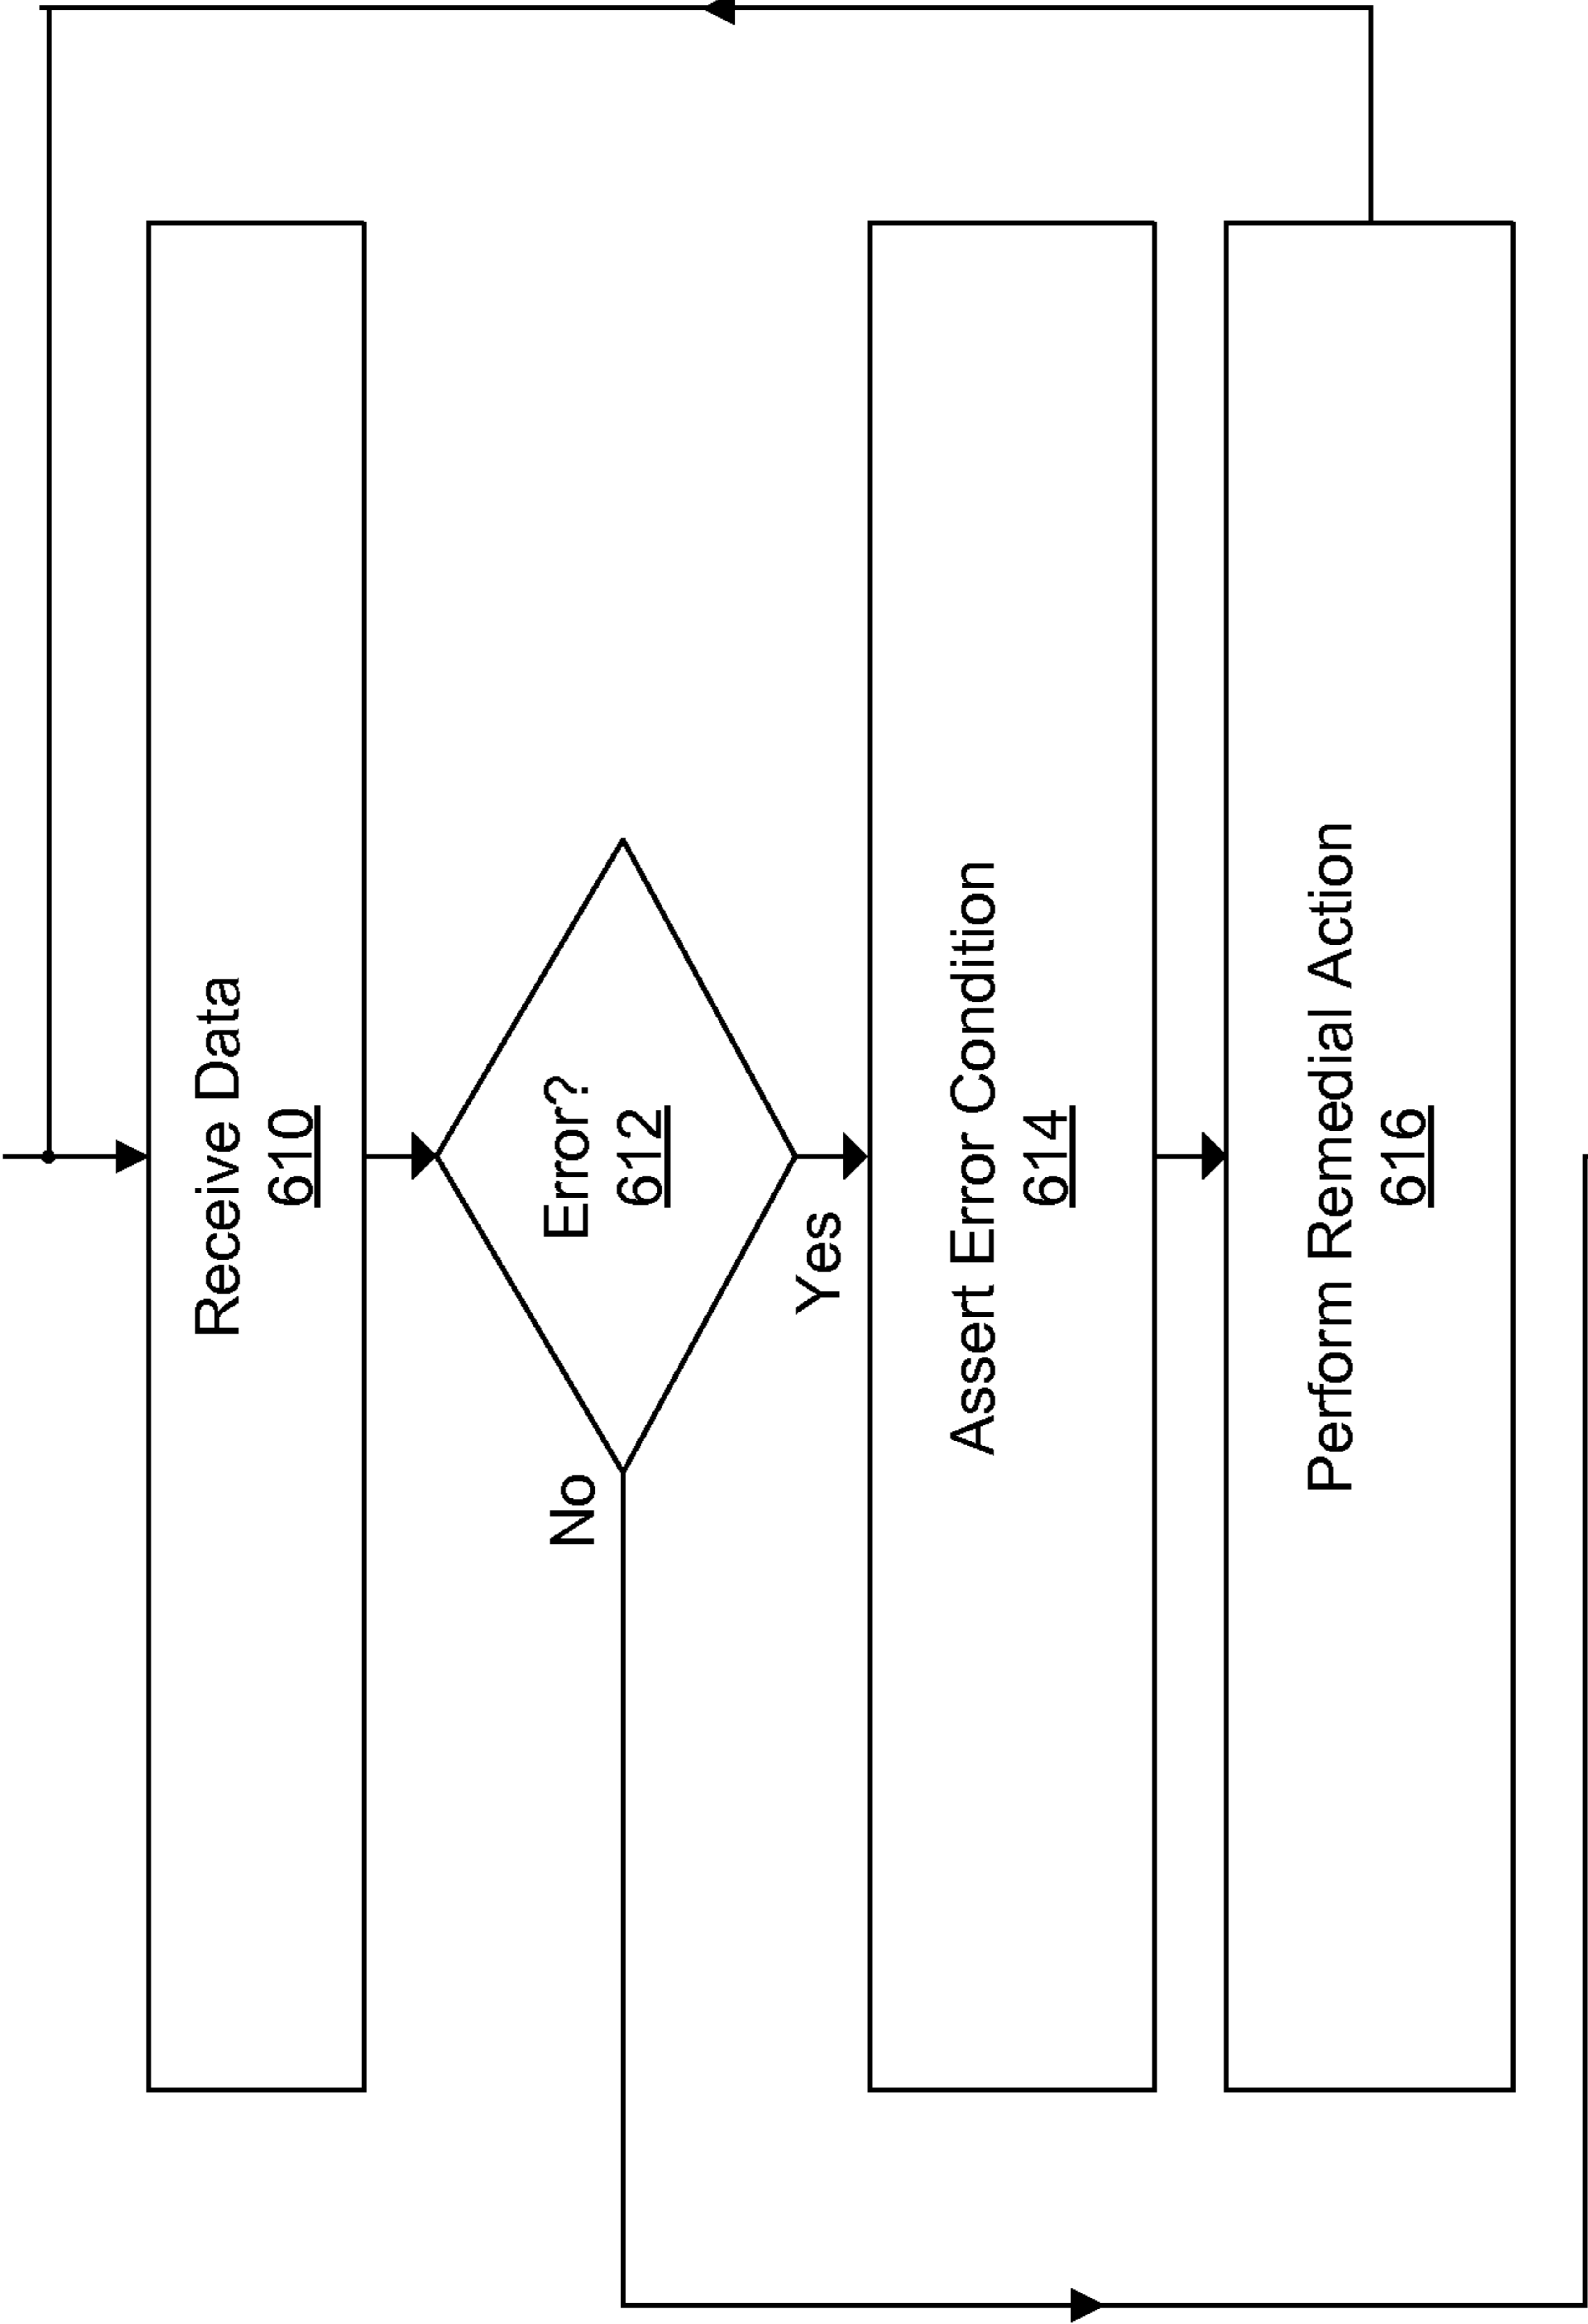 Receive Data
610
Error?
612
No
Yes
Assert Error Condition
614
Perform Remedial Action
616